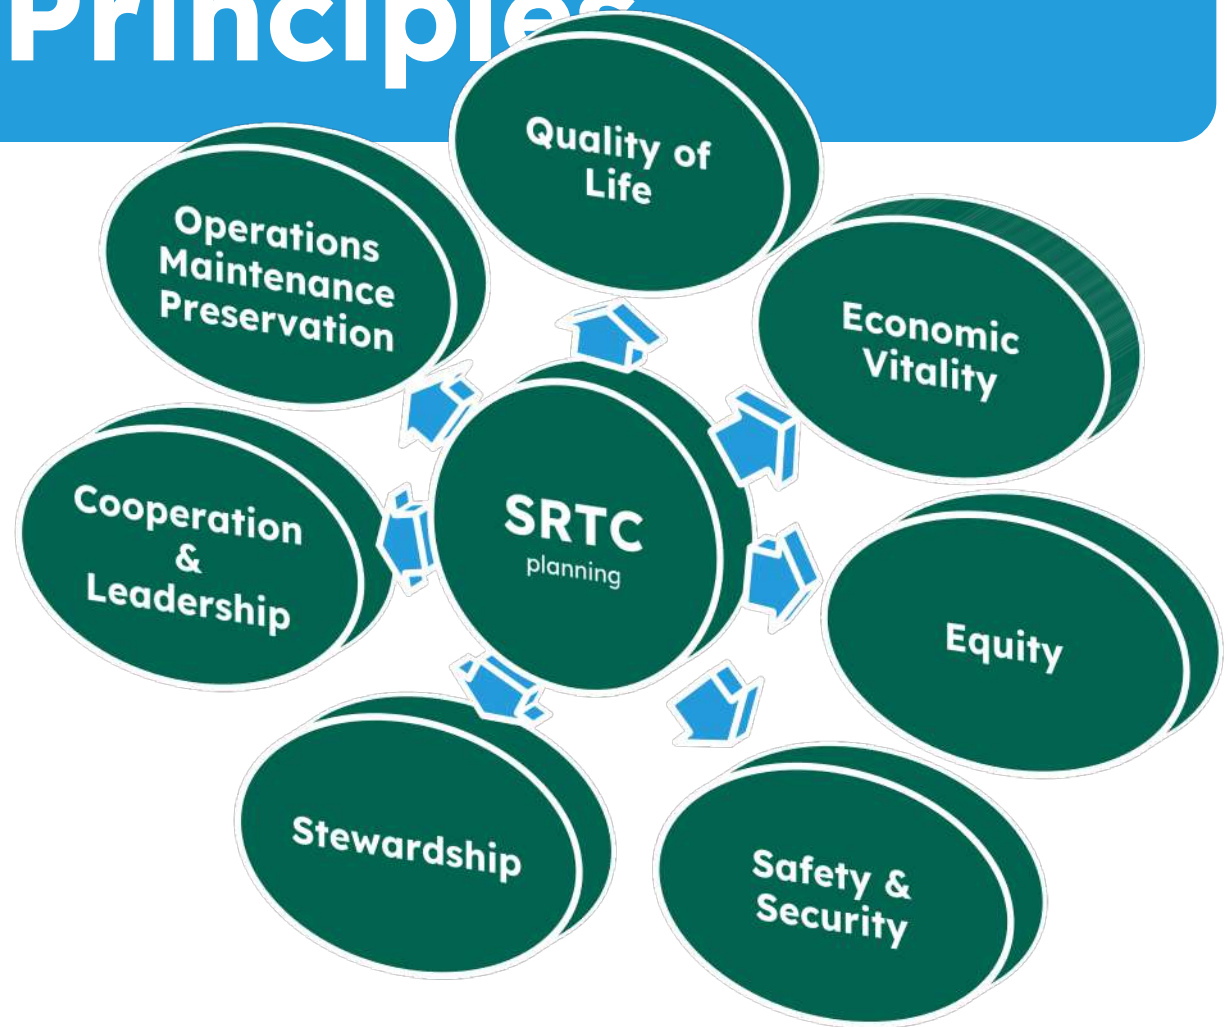 Principles
Quality of
Life
Operations
Maintenance
Preservation
Economic
Vitality
SRTC
planning
Cooperation
&
Leadership
Equity
Stewardship
Safety &
Security